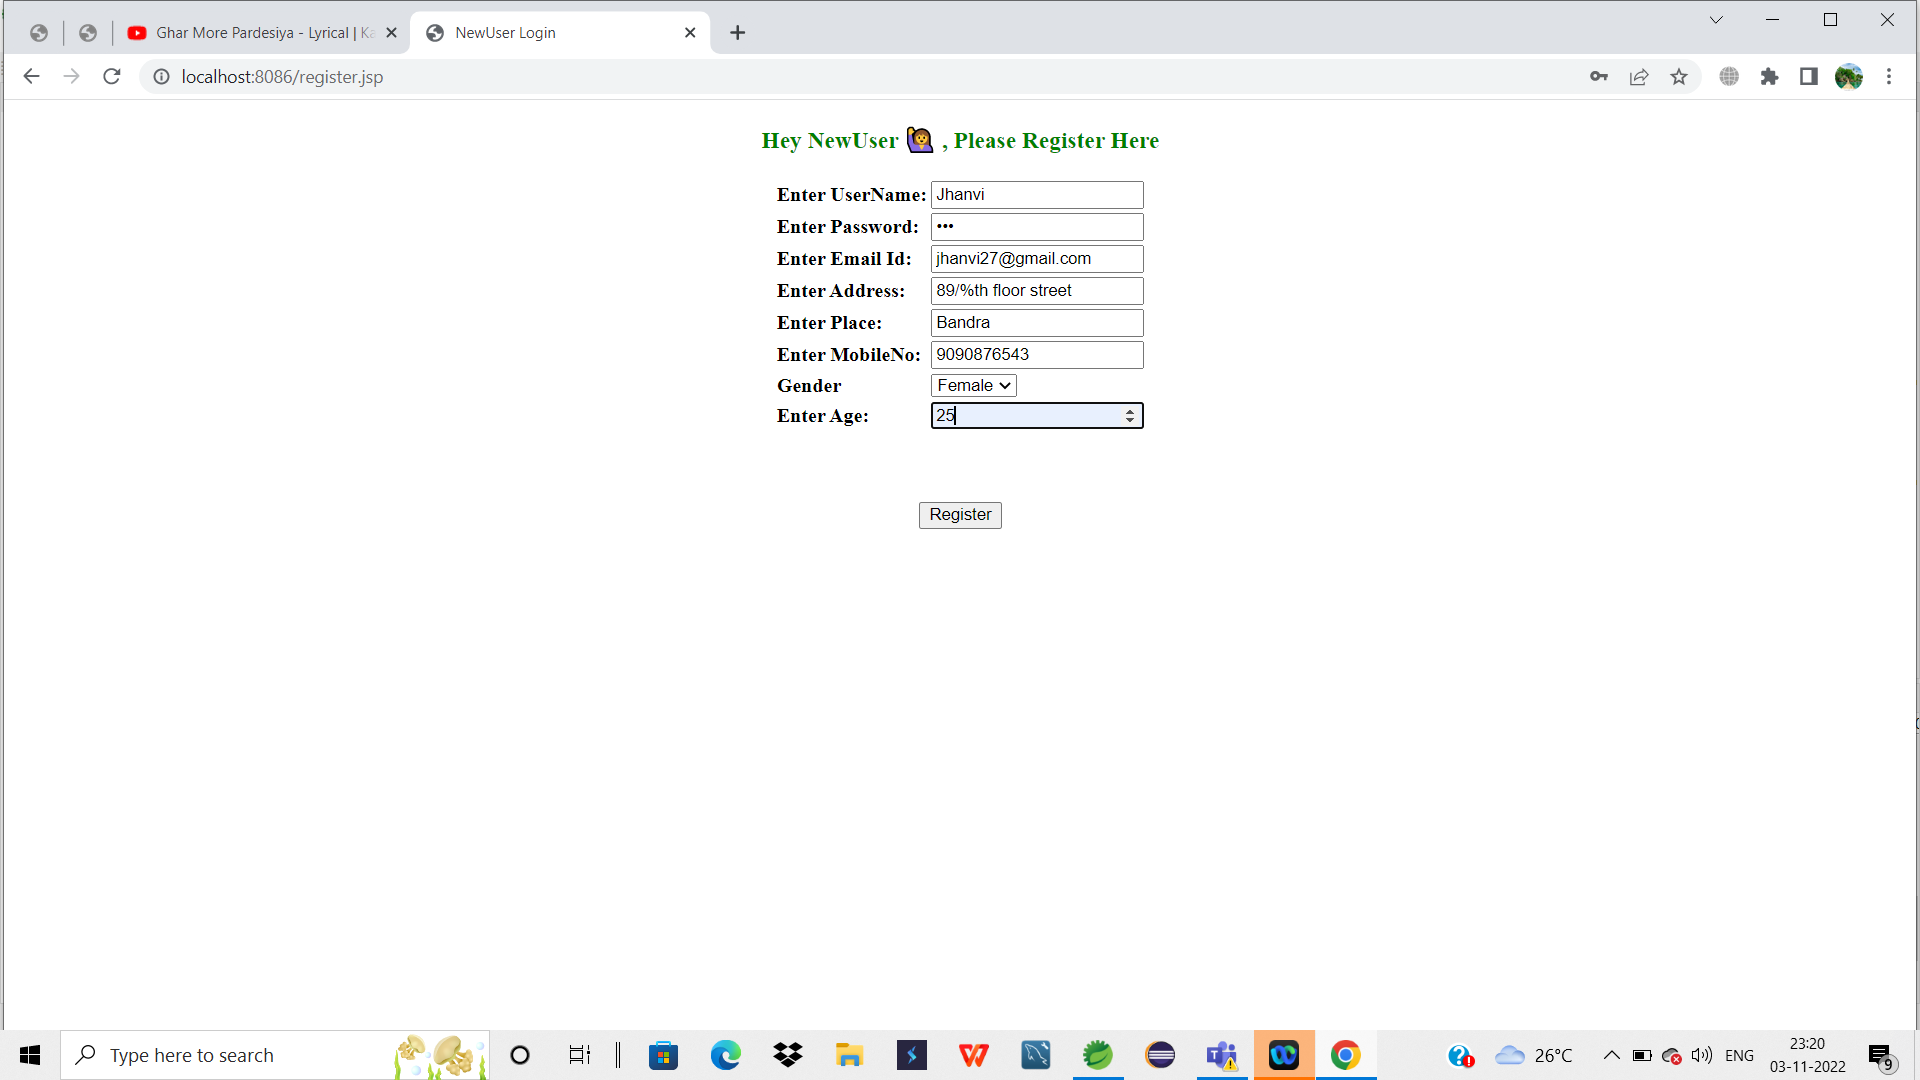 Ghar More Pardesiya - Lyrical | Ka
NewUser Login
localhost:8086/register.jsp
Hey NewUser 🙋 , Please Register Here
Enter UserName: Jhanvi
Enter Password: •••
Enter Email Id: jhanvi27@gmail.com
Enter Address: 89/%th floor street
Enter Place: Bandra
Enter MobileNo: 9090876543
Gender Female
Enter Age: 25
Register
Type here to search
26°C
ENG
23:20
03-11-2022
9